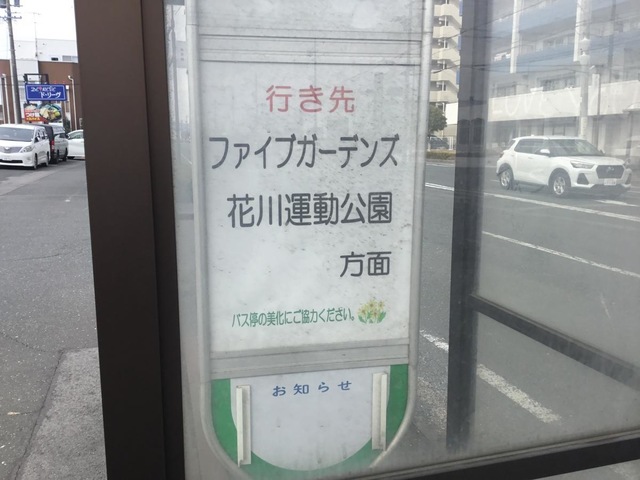 行き先
ファイブガーデンズ
花川運動公園
方面
バス停の美化にご協力ください。
お知らせ